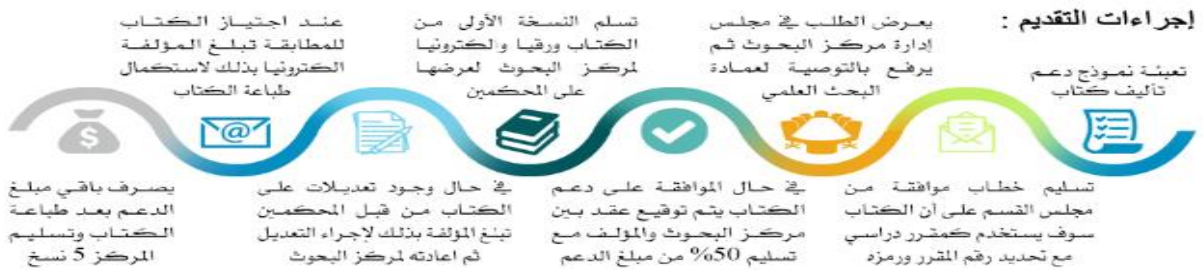 إجراءات التقديم :
تعبئة نموذج دعم
تأليف كتاب
تسليم خطاب موافقة من
مجلس القسم على أن الكتاب
سوف يستخدم كمقرر دراسي
مع تحديد رقم المقرر ورمزه
يعرض الطلب في مجلس
إدارة مركز البحوث ثم
يرفع بالتوصية لعمادة
البحث العلمي
في حال الموافقة على دعم
الكتاب يتم توقيع عقد بين
مركز البحوث والمؤلف مع
تسليم 50% من مبلغ الدعم
تسلم النسخة الأولى من
الكتاب ورقيا والكترونيا
لمركز البحوث لعرضها
على المحكمين
في حال وجود تعديلات على
الكتاب من قبل المحكمين
تبلغ المؤلفة بذلك لإجراء التعديل
ثم اعادته لمركز البحوث
عند اجتياز الكتاب
للمطابقة تبلغ المؤلفة
الكترونيا بذلك لاستكمال
طباعة الكتاب
يصرف باقي مبلغ
الدعم بعد طباعة
الكتاب وتسليم
المركز 5 نسخ